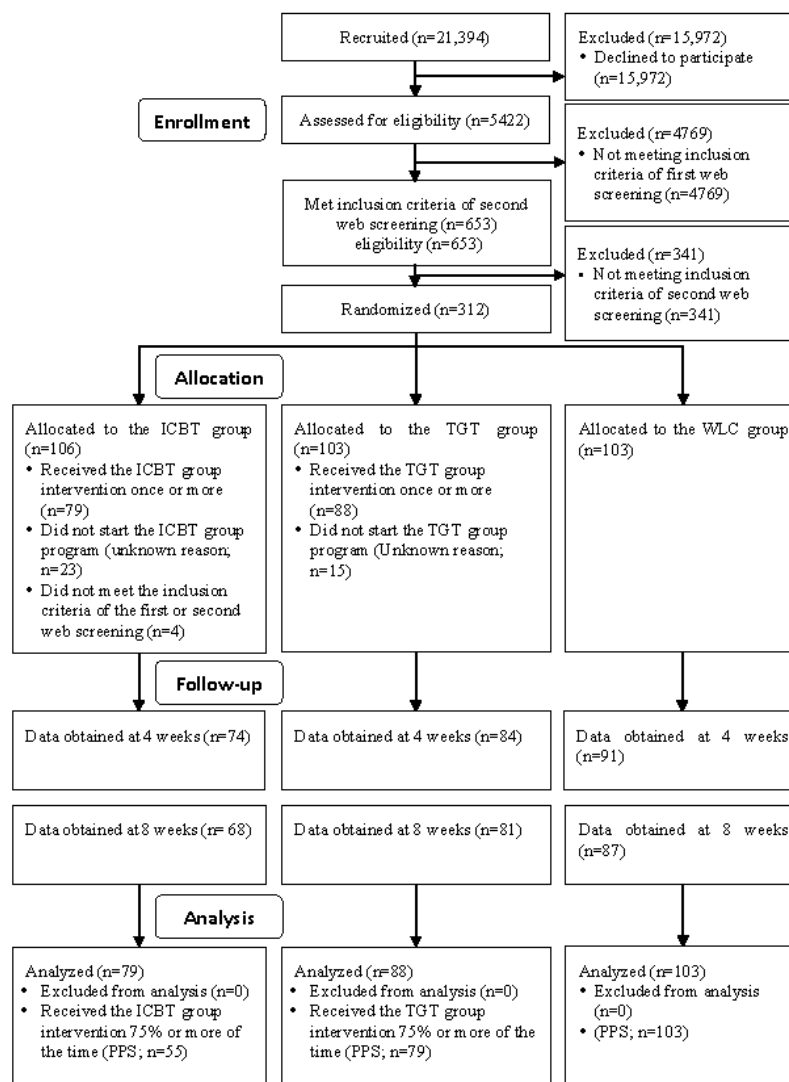 Recruited (n=21,394)
Excluded (n=15,972)
• Declined to participate
(n=15,972)
Enrollment
Assessed for eligibility (n=5422)
Excluded (n=4769)
• Not meeting inclusion
criteria of first web
screening (n=4769)
Met inclusion criteria of second
web screening (n=653)
eligibility (n=653)
Excluded (n=341)
• Not meeting inclusion
criteria of second web
screening (n=341)
Randomized (n=312)
Allocation
Allocated to the ICBT group
(n=106)
• Received the ICBT group
intervention once or more
(n=79)
• Did not start the ICBT group
program (unknown reason;
n=23)
• Did not meet the inclusion
criteria of the first or second
web screening (n=4)
Allocated to the TGT group
(n=103)
• Received the TGT group
intervention once or more
(n=88)
• Did not start the TGT group
program (Unknown reason;
n=15)
Allocated to the WLC group
(n=103)
Follow-up
Data obtained at 4 weeks (n=74)
Data obtained at 4 weeks (n=84)
Data obtained at 4 weeks
(n=91)
Data obtained at 8 weeks (n= 68)
Data obtained at 8 weeks (n=81)
Data obtained at 8 weeks
(n=87)
Analysis
Analyzed (n=79)
• Excluded from analysis (n=0)
• Received the ICBT group
intervention 75% or more of
the time (PPS; n=55)
Analyzed (n=88)
• Excluded from analysis (n=0)
• Received the TGT group
intervention 75% or more of the
time (PPS; n=79)
Analyzed (n=103)
• Excluded from analysis
(n=0)
• (PPS; n=103)